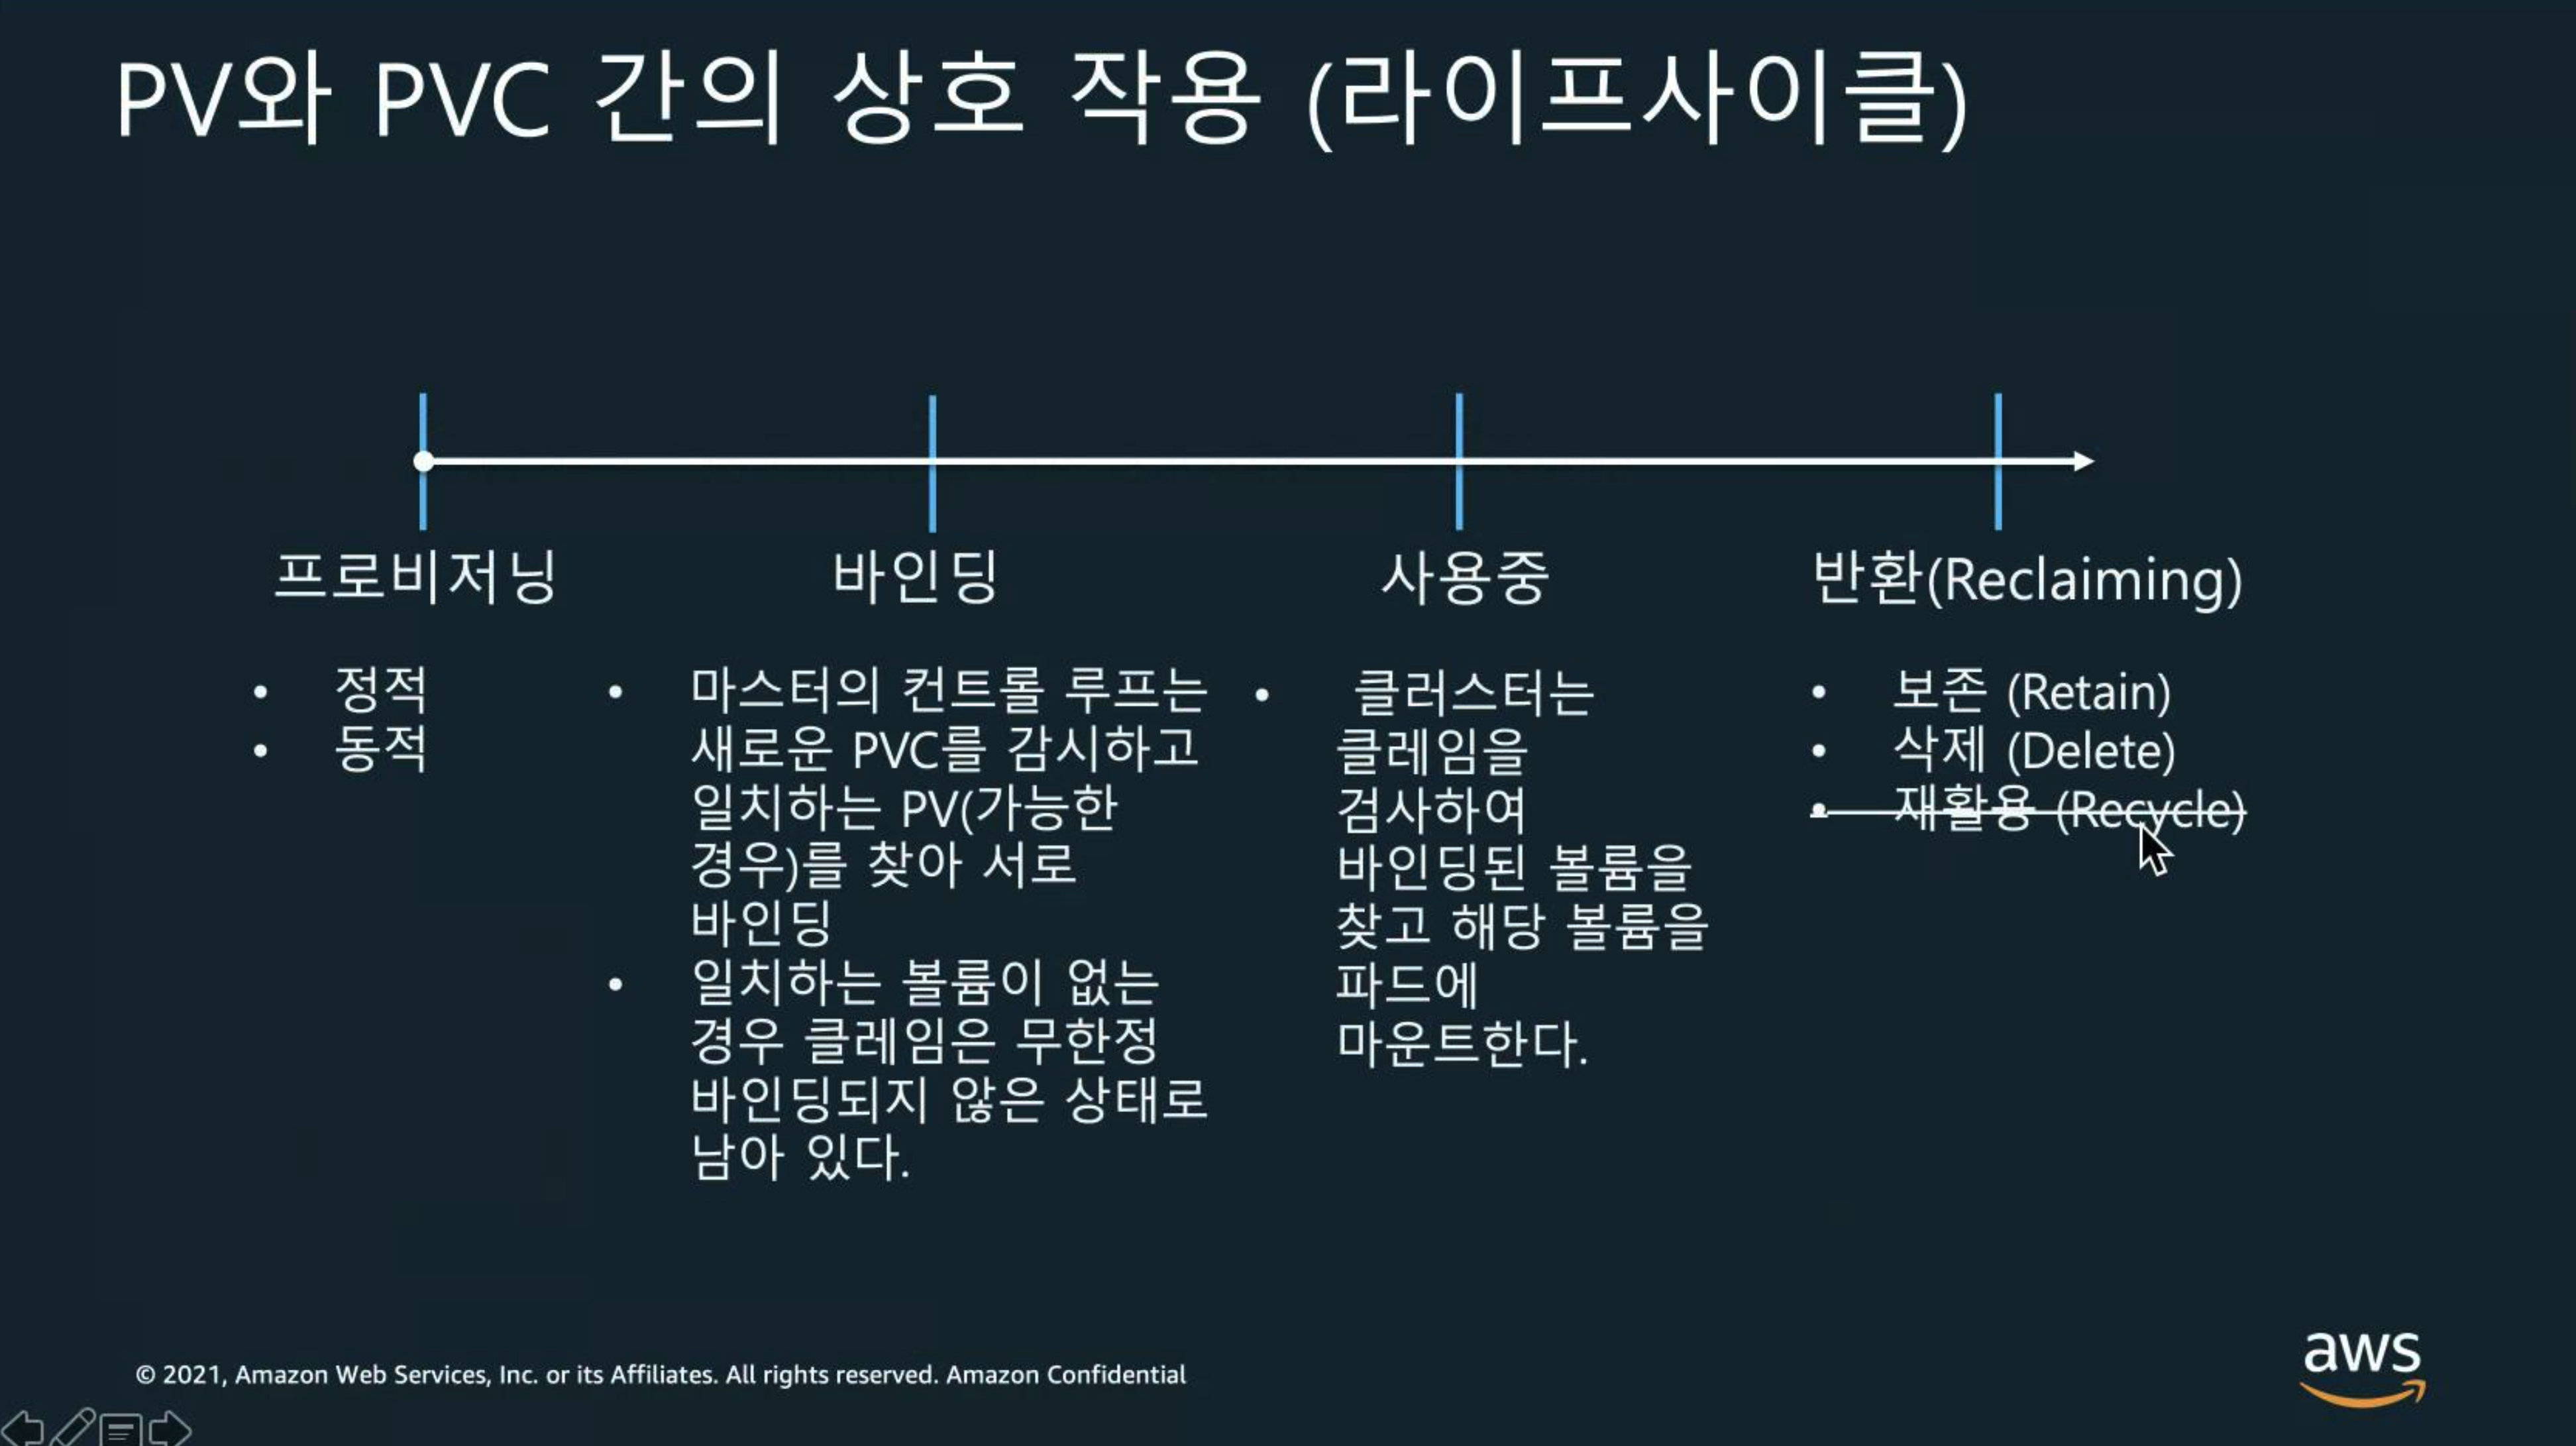 PV와 PVC 간의 상호 작용 (라이프사이클)
프로비저닝
• 정적
• 동적
바인딩
• 마스터의 컨트롤 루프는
새로운 PVC를 감시하고
일치하는 PV(가능한
경우)를 찾아 서로
바인딩
• 일치하는 볼륨이 없는
경우 클레임은 무한정
바인딩되지 않은 상태로
남아 있다.
사용중
• 클러스터는
클레임을
검사하여
바인딩된 볼륨을
찾고 해당 볼륨을
파드에
마운트한다.
반환(Reclaiming)
• 보존 (Retain)
• 삭제 (Delete)
• 재활용 (Recycle)
© 2021, Amazon Web Services, Inc. or its Affiliates. All rights reserved. Amazon Confidential
aws